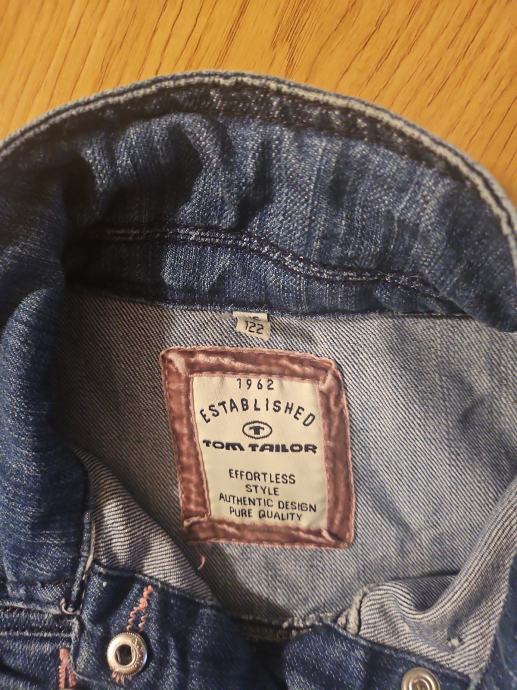 122
1962
ESTABLISHED
T
TOM TAILOR
EFFORTLESS
STYLE
AUTHENTIC DESIGN
PURE QUALITY